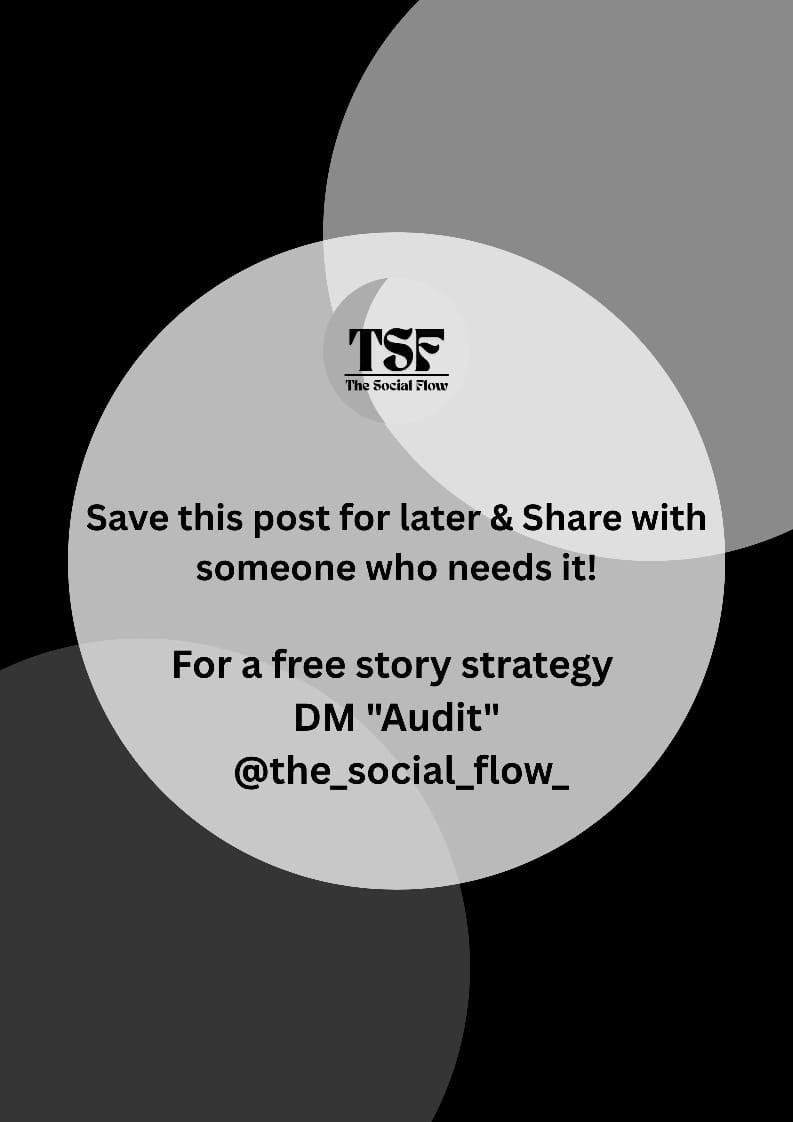 TSF
The Social Flow
Save this post for later & Share with
someone who needs it!
For a free story strategy
DM "Audit"
@the_social_flow_